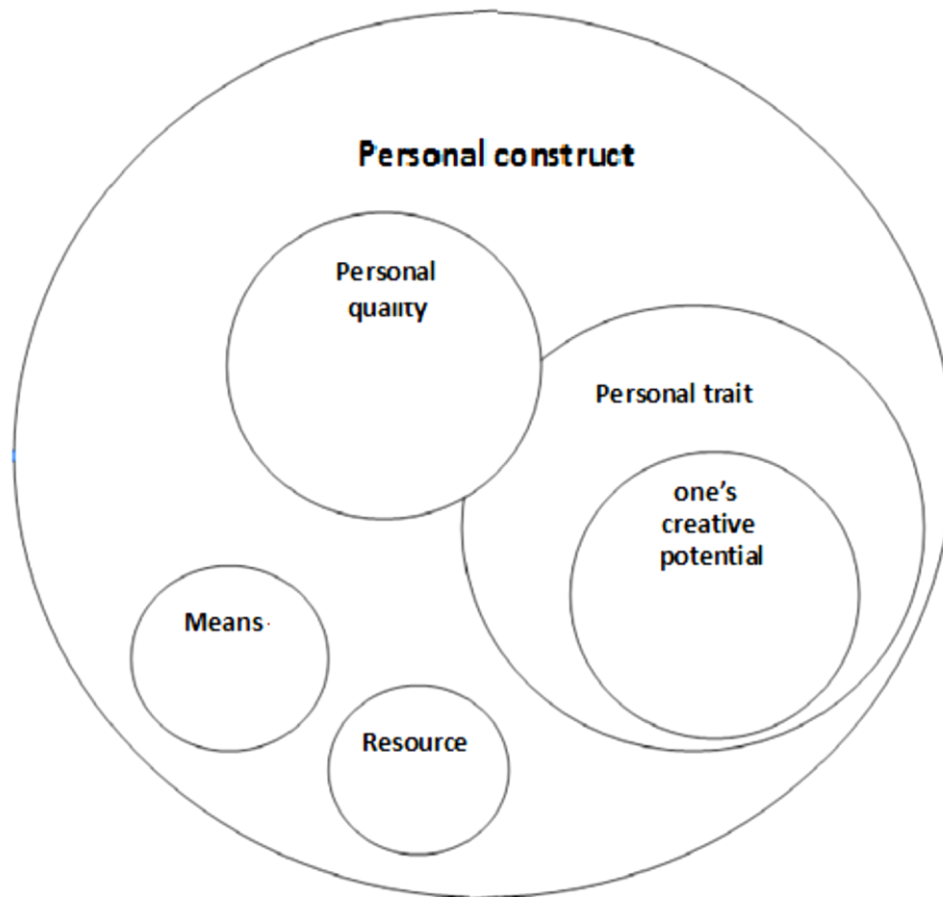 Personal construct
Personal
quality
Personal trait
one's
creative
potential
Means
Resource